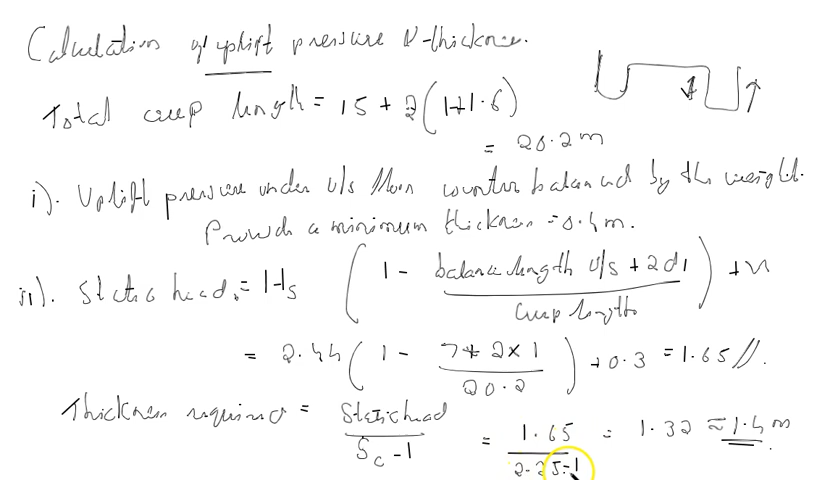 Calculation of uplift pressure & thickness.
Total creep length = 15 + 2 (1+1.6)
= 20.2 m
i). Uplift pressure under u/s floor counter balanced by the weight.
Provide a minimum thickness = 0.4m.
ii). Static head = Hs (1 - balance length u/s + 2d1 / creep length) + x
= 2.44 (1 - 7+2×1 / 20.2) + 0.3 = 1.65 //.
Thickness required = Static head / Sc - 1 = 1.65 / 2.25-1 = 1.32 ≈ 1.4 m